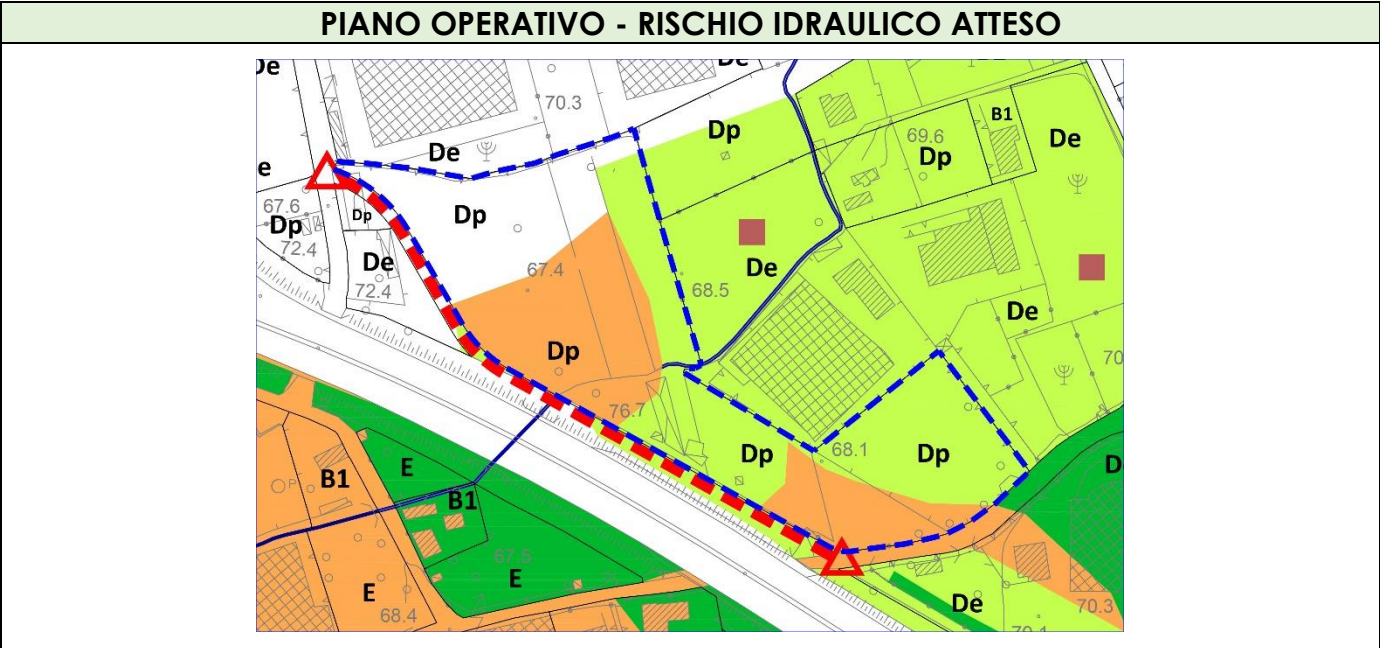 PIANO OPERATIVO - RISCHIO IDRAULICO ATTESO
De
De
70.3
B1
Dp
De
69.6
De
Dp
e
67.6
Dp
Dp
Dp
72.4
De
De
67.4
68.5
72.4
De
Dp
70
76.7
Dp
68.1
Dp
D
E
B1
P
B1
67.5
E
E
68.4
De
70.3
70.1